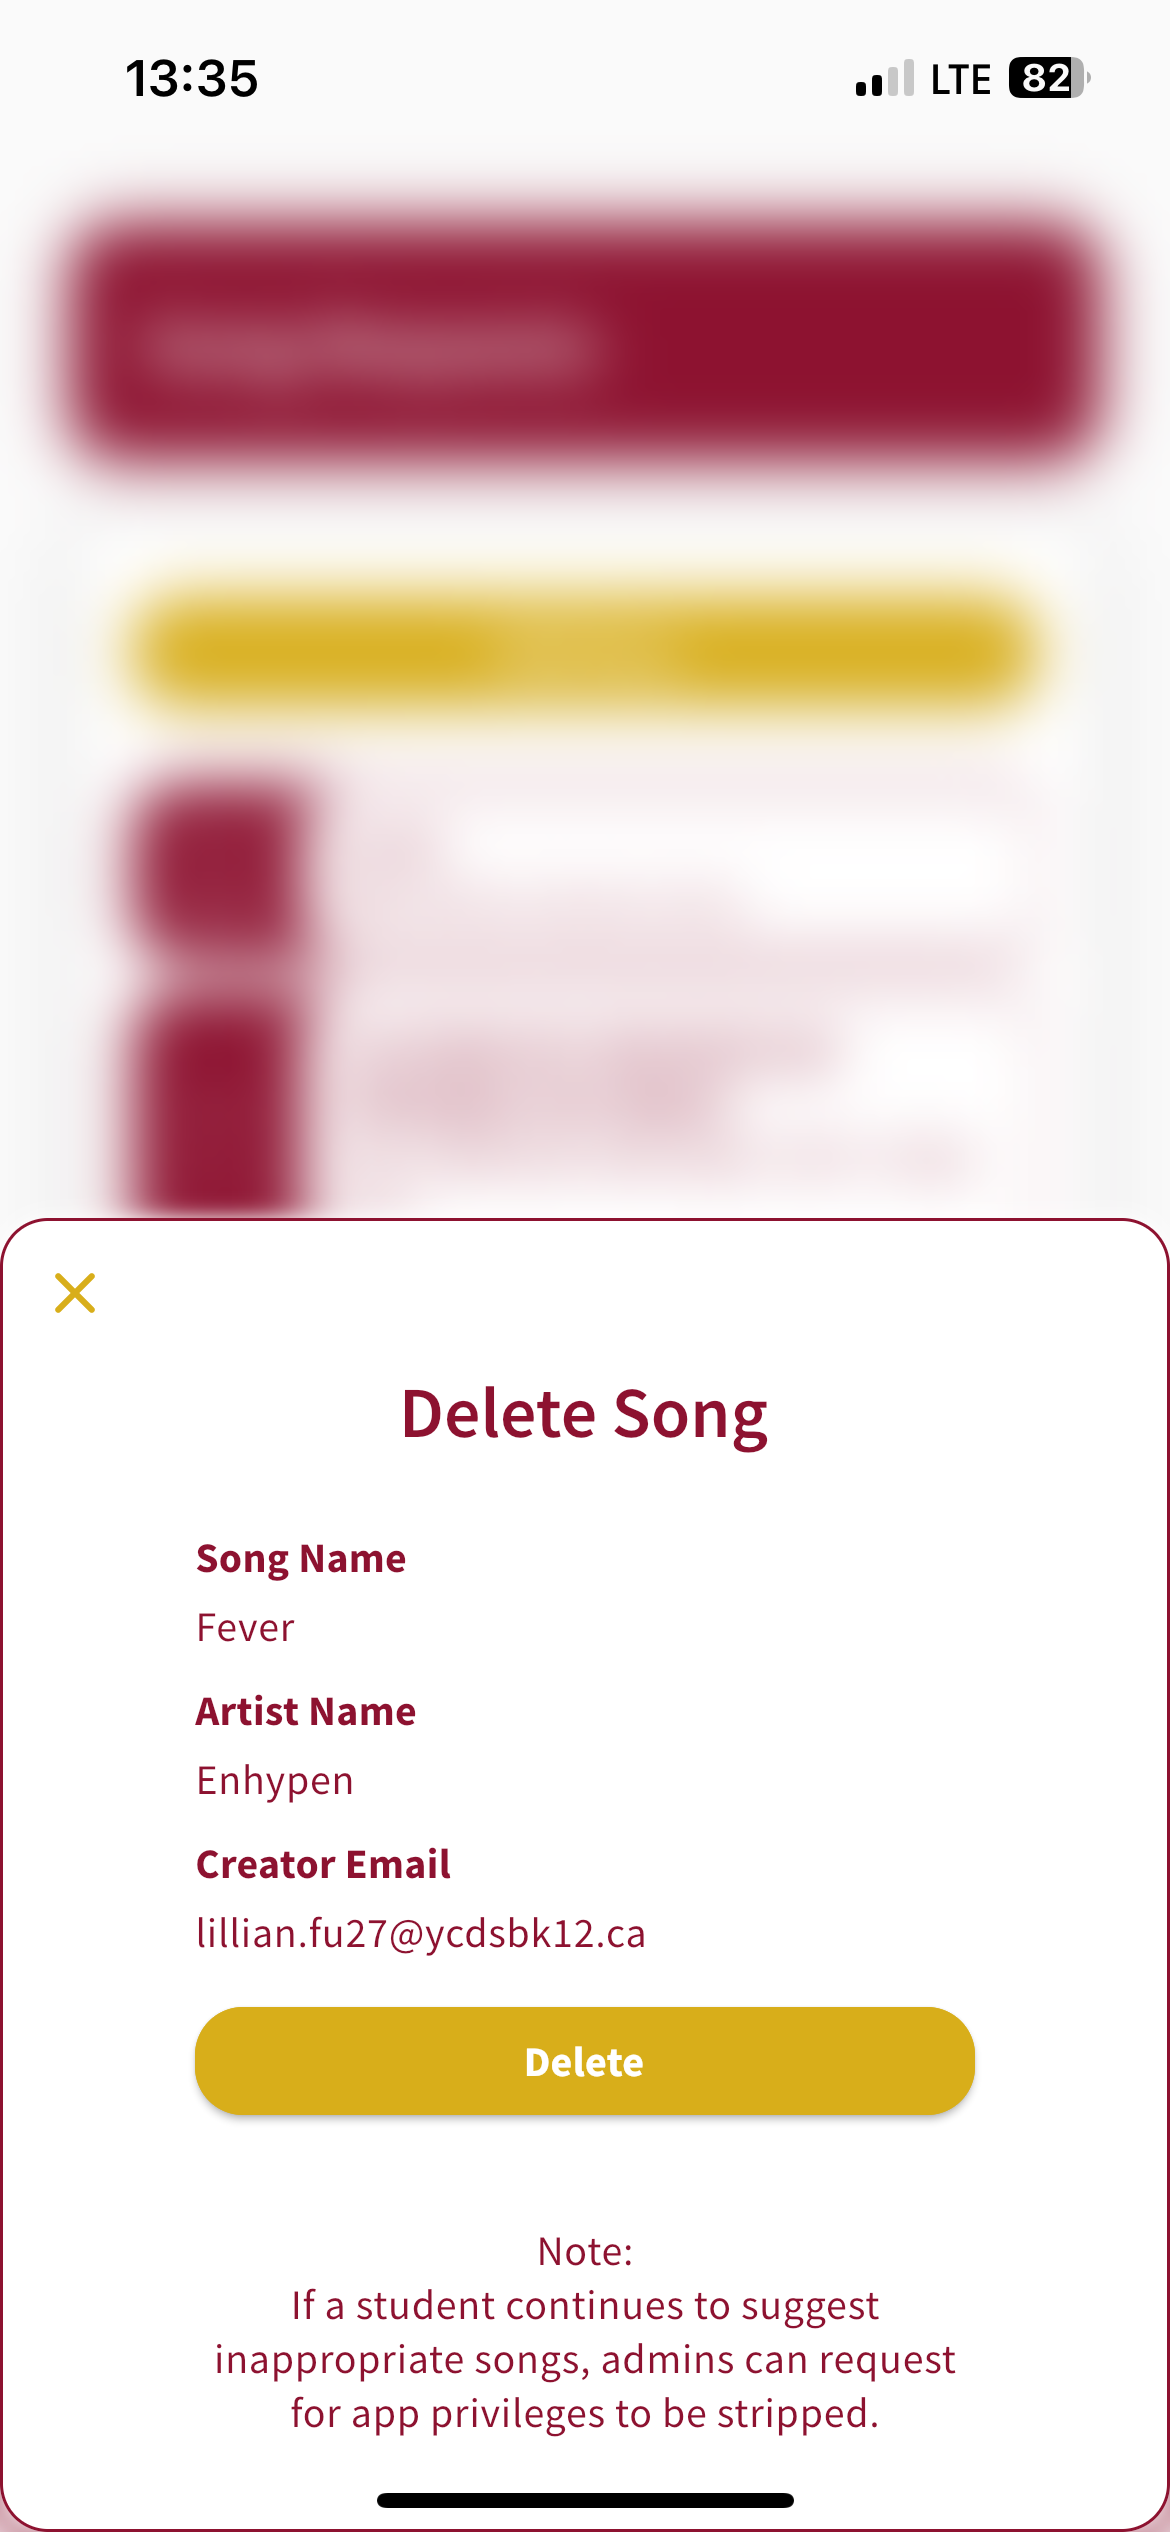 13:35
LTE 82
Delete Song
Song Name
Fever
Artist Name
Enhypen
Creator Email
lillian.fu27@ycdsbk12.ca
Delete
Note:
If a student continues to suggest
inappropriate songs, admins can request
for app privileges to be stripped.